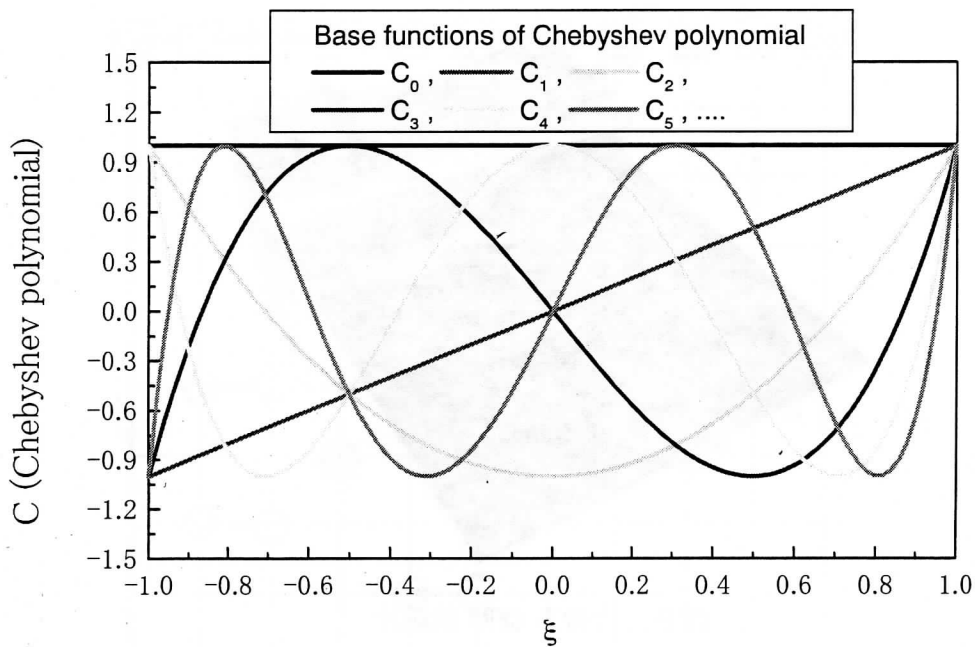 Base functions of Chebyshev polynomial
C0 , C1 , C2 ,
C3 , C4 , C5 , ....
C (Chebyshev polynomial)
1.5
1.2
0.9
0.6
0.3
0.0
-0.3
-0.6
-0.9
-1.2
-1.5
-1.0 -0.8 -0.6 -0.4 -0.2 0.0 0.2 0.4 0.6 0.8 1.0
ξ